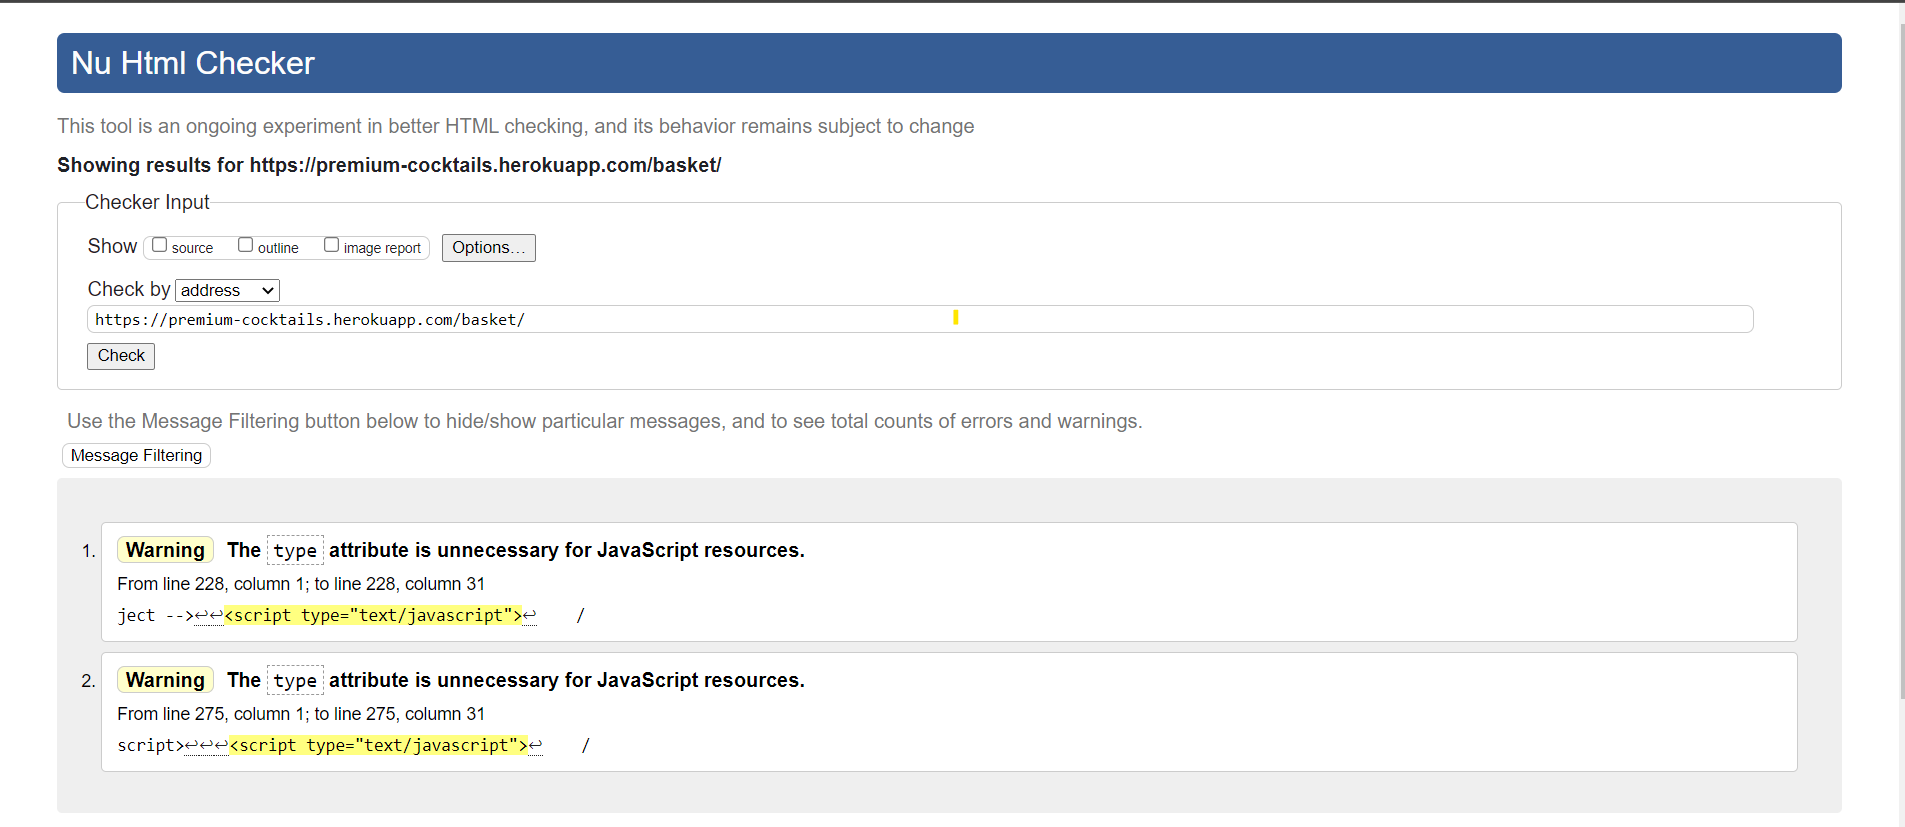 Nu Html Checker
This tool is an ongoing experiment in better HTML checking, and its behavior remains subject to change
Showing results for https://premium-cocktails.herokuapp.com/basket/
Checker Input
Show source outline image report Options...
Check by address
https://premium-cocktails.herokuapp.com/basket/
Check
Use the Message Filtering button below to hide/show particular messages, and to see total counts of errors and warnings.
Message Filtering
1. Warning The type attribute is unnecessary for JavaScript resources.
From line 228, column 1; to line 228, column 31
ject -->↩↩<script type="text/javascript">↩ /
2. Warning The type attribute is unnecessary for JavaScript resources.
From line 275, column 1; to line 275, column 31
script>↩↩↩<script type="text/javascript">↩ /